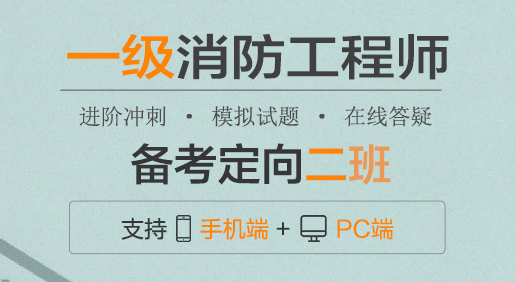 一级消防工程师
进阶冲刺 · 模拟试题 · 在线答疑
备考定向二班
支持 手机端 + PC端